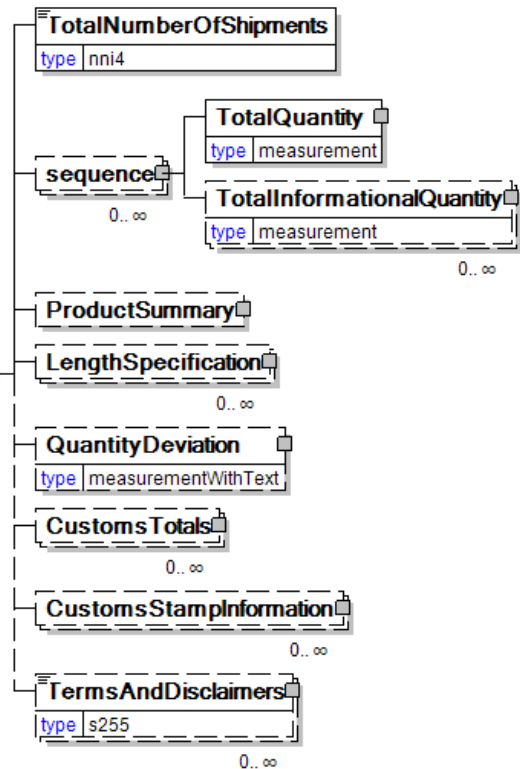 TotalNumberOfShipments
type nni4
TotalQuantity
type measurement
sequence
0.. ∞
TotalInformationalQuantity
type measurement
0.. ∞
ProductSummary
LengthSpecification
0.. ∞
QuantityDeviation
type measurementWithText
CustomsTotals
0.. ∞
CustomsStampInformation
0.. ∞
TermsAndDisclaimers
type s255
0.. ∞